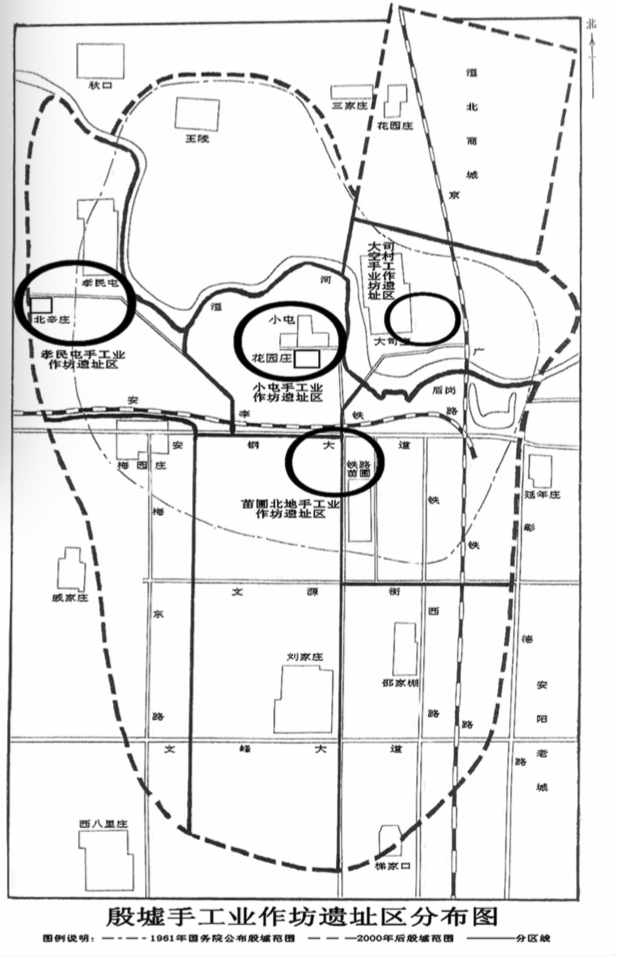 北
秋口
王陵
三家庄
花园庄
洹北商城
京
大司空村手工业作坊遗址区
孝民屯
北辛庄
洹
河
小屯
花园庄
大司空
广
孝民屯手工业
作坊遗址区
小屯手工业
作坊遗址区
后岗
安
李
铁
路
安
钢
大
道
梅园庄
铁路
苗圃
苗圃北地手工业
作坊遗址区
延年庄
梅
铁
铁
彰
戚家庄
文
源
街
东
西
德
刘家庄
邵家棚
安阳老城
路
路
路
路
文
峰
大
道
西八里庄
梯家口
殷墟手工业作坊遗址区分布图
图例说明：1961年国务院公布殷墟范围 2000年后殷墟范围 分区线